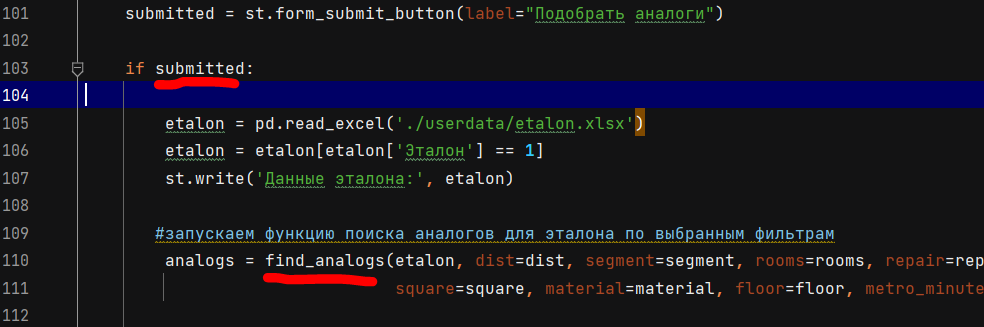 101 submitted = st.form_submit_button(label="Подобрать аналоги")
102
103 if submitted:
104
105 etalon = pd.read_excel('./userdata/etalon.xlsx')
106 etalon = etalon[etalon['Эталон'] == 1]
107 st.write('Данные эталона:', etalon)
108
109 #запускаем функцию поиска аналогов для эталона по выбранным фильтрам
110 analogs = find_analogs(etalon, dist=dist, segment=segment, rooms=rooms, repair=rep
111 square=square, material=material, floor=floor, metro_minute
112